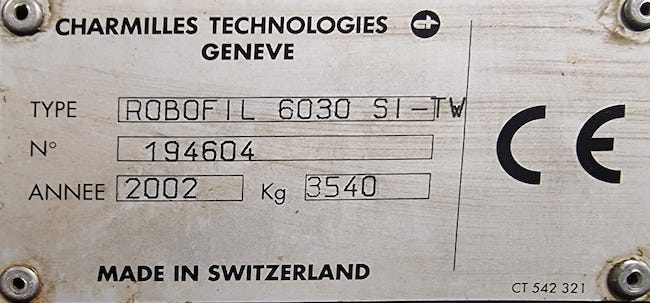 CHARMILLES TECHNOLOGIES
GENEVE
TYPE ROBOFIL 6030 SI-TW
N° 194604
ANNEE 2002 Kg 3540
CE
MADE IN SWITZERLAND
CT 542 321